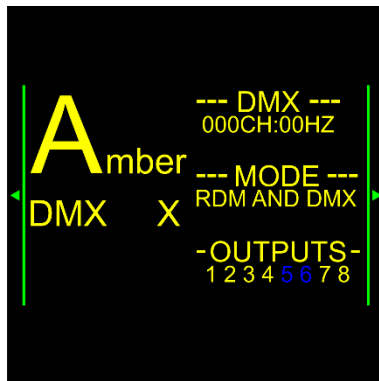 Amber
DMX X
--- DMX ---
000CH:00HZ
--- MODE ---
RDM AND DMX
-OUTPUTS-
1 2 3 4 5 6 7 8